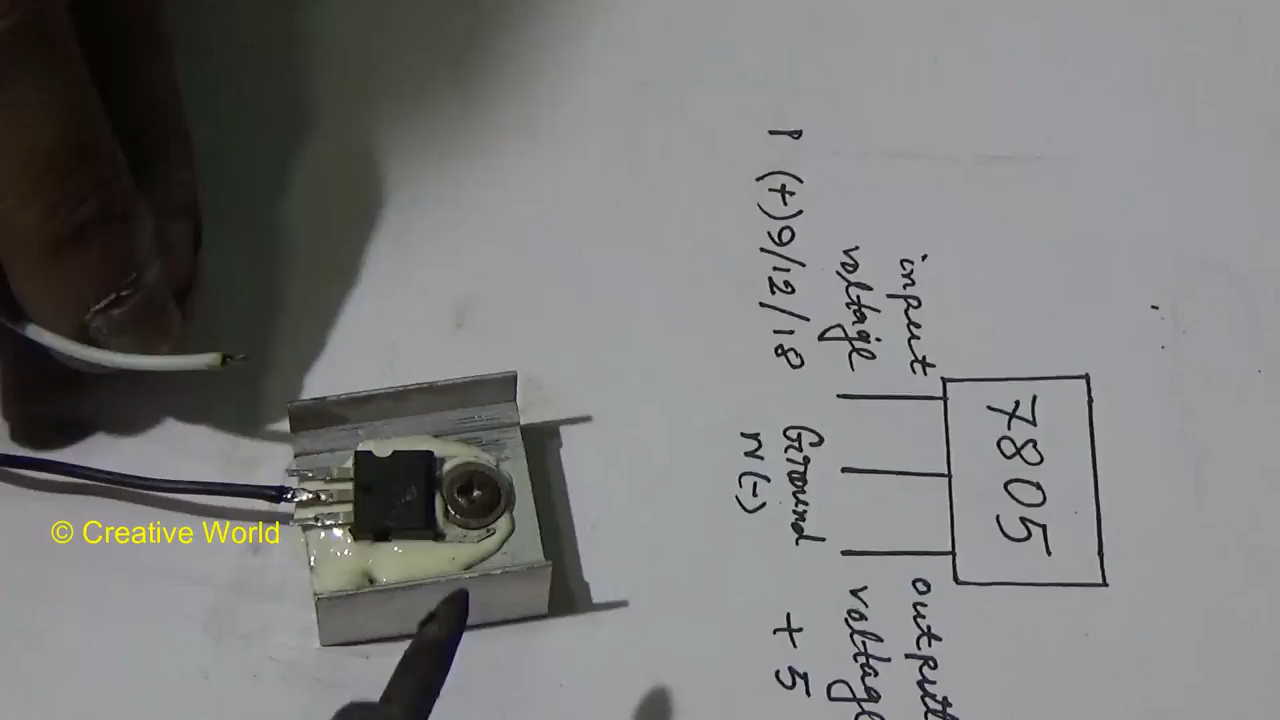 7805
input output
voltage voltage
P (+)9/12/18 Ground +5
N(-)
© Creative World